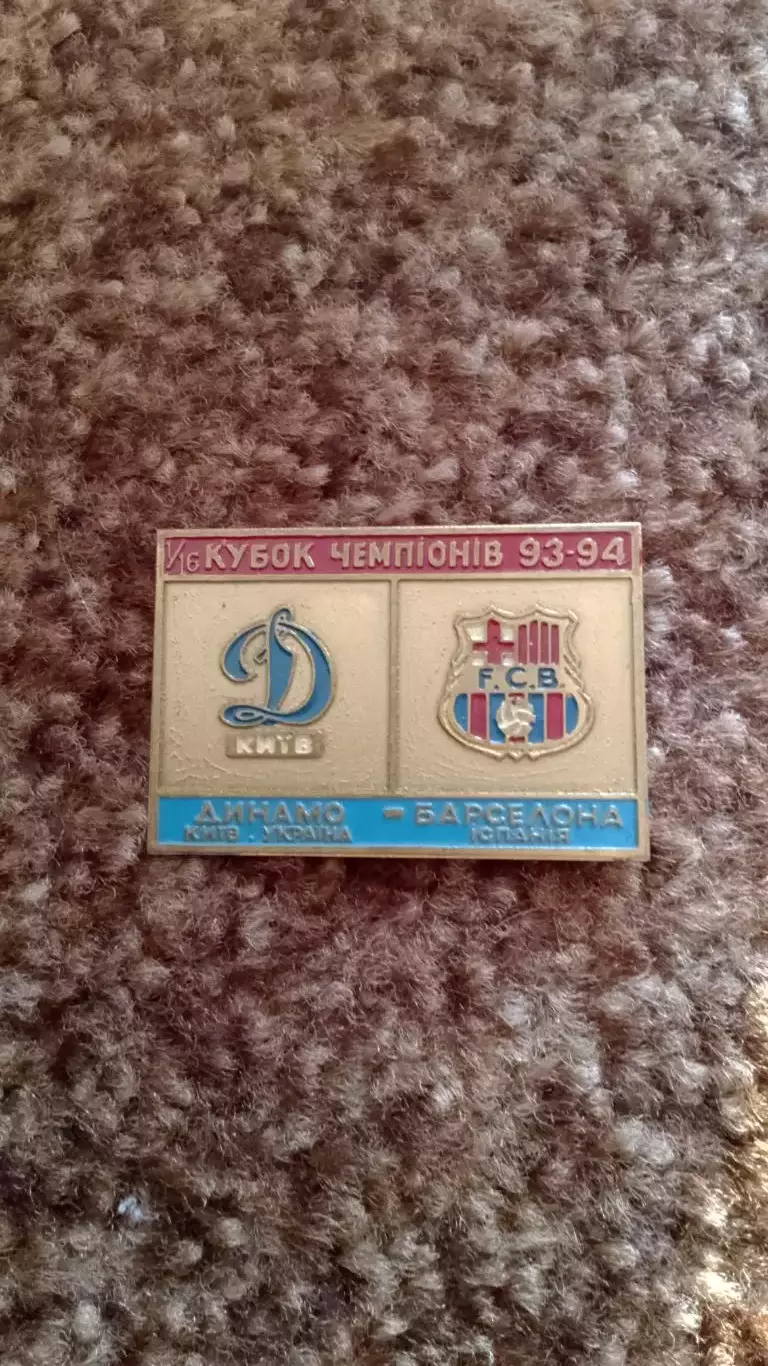 1/16 КУБОК ЧЕМПІОНІВ 93-94
Д
КИЇВ
F.C.B.
ДИНАМО - БАРСЕЛОНА
КИЇВ · УКРАЇНА ІСПАНІЯ